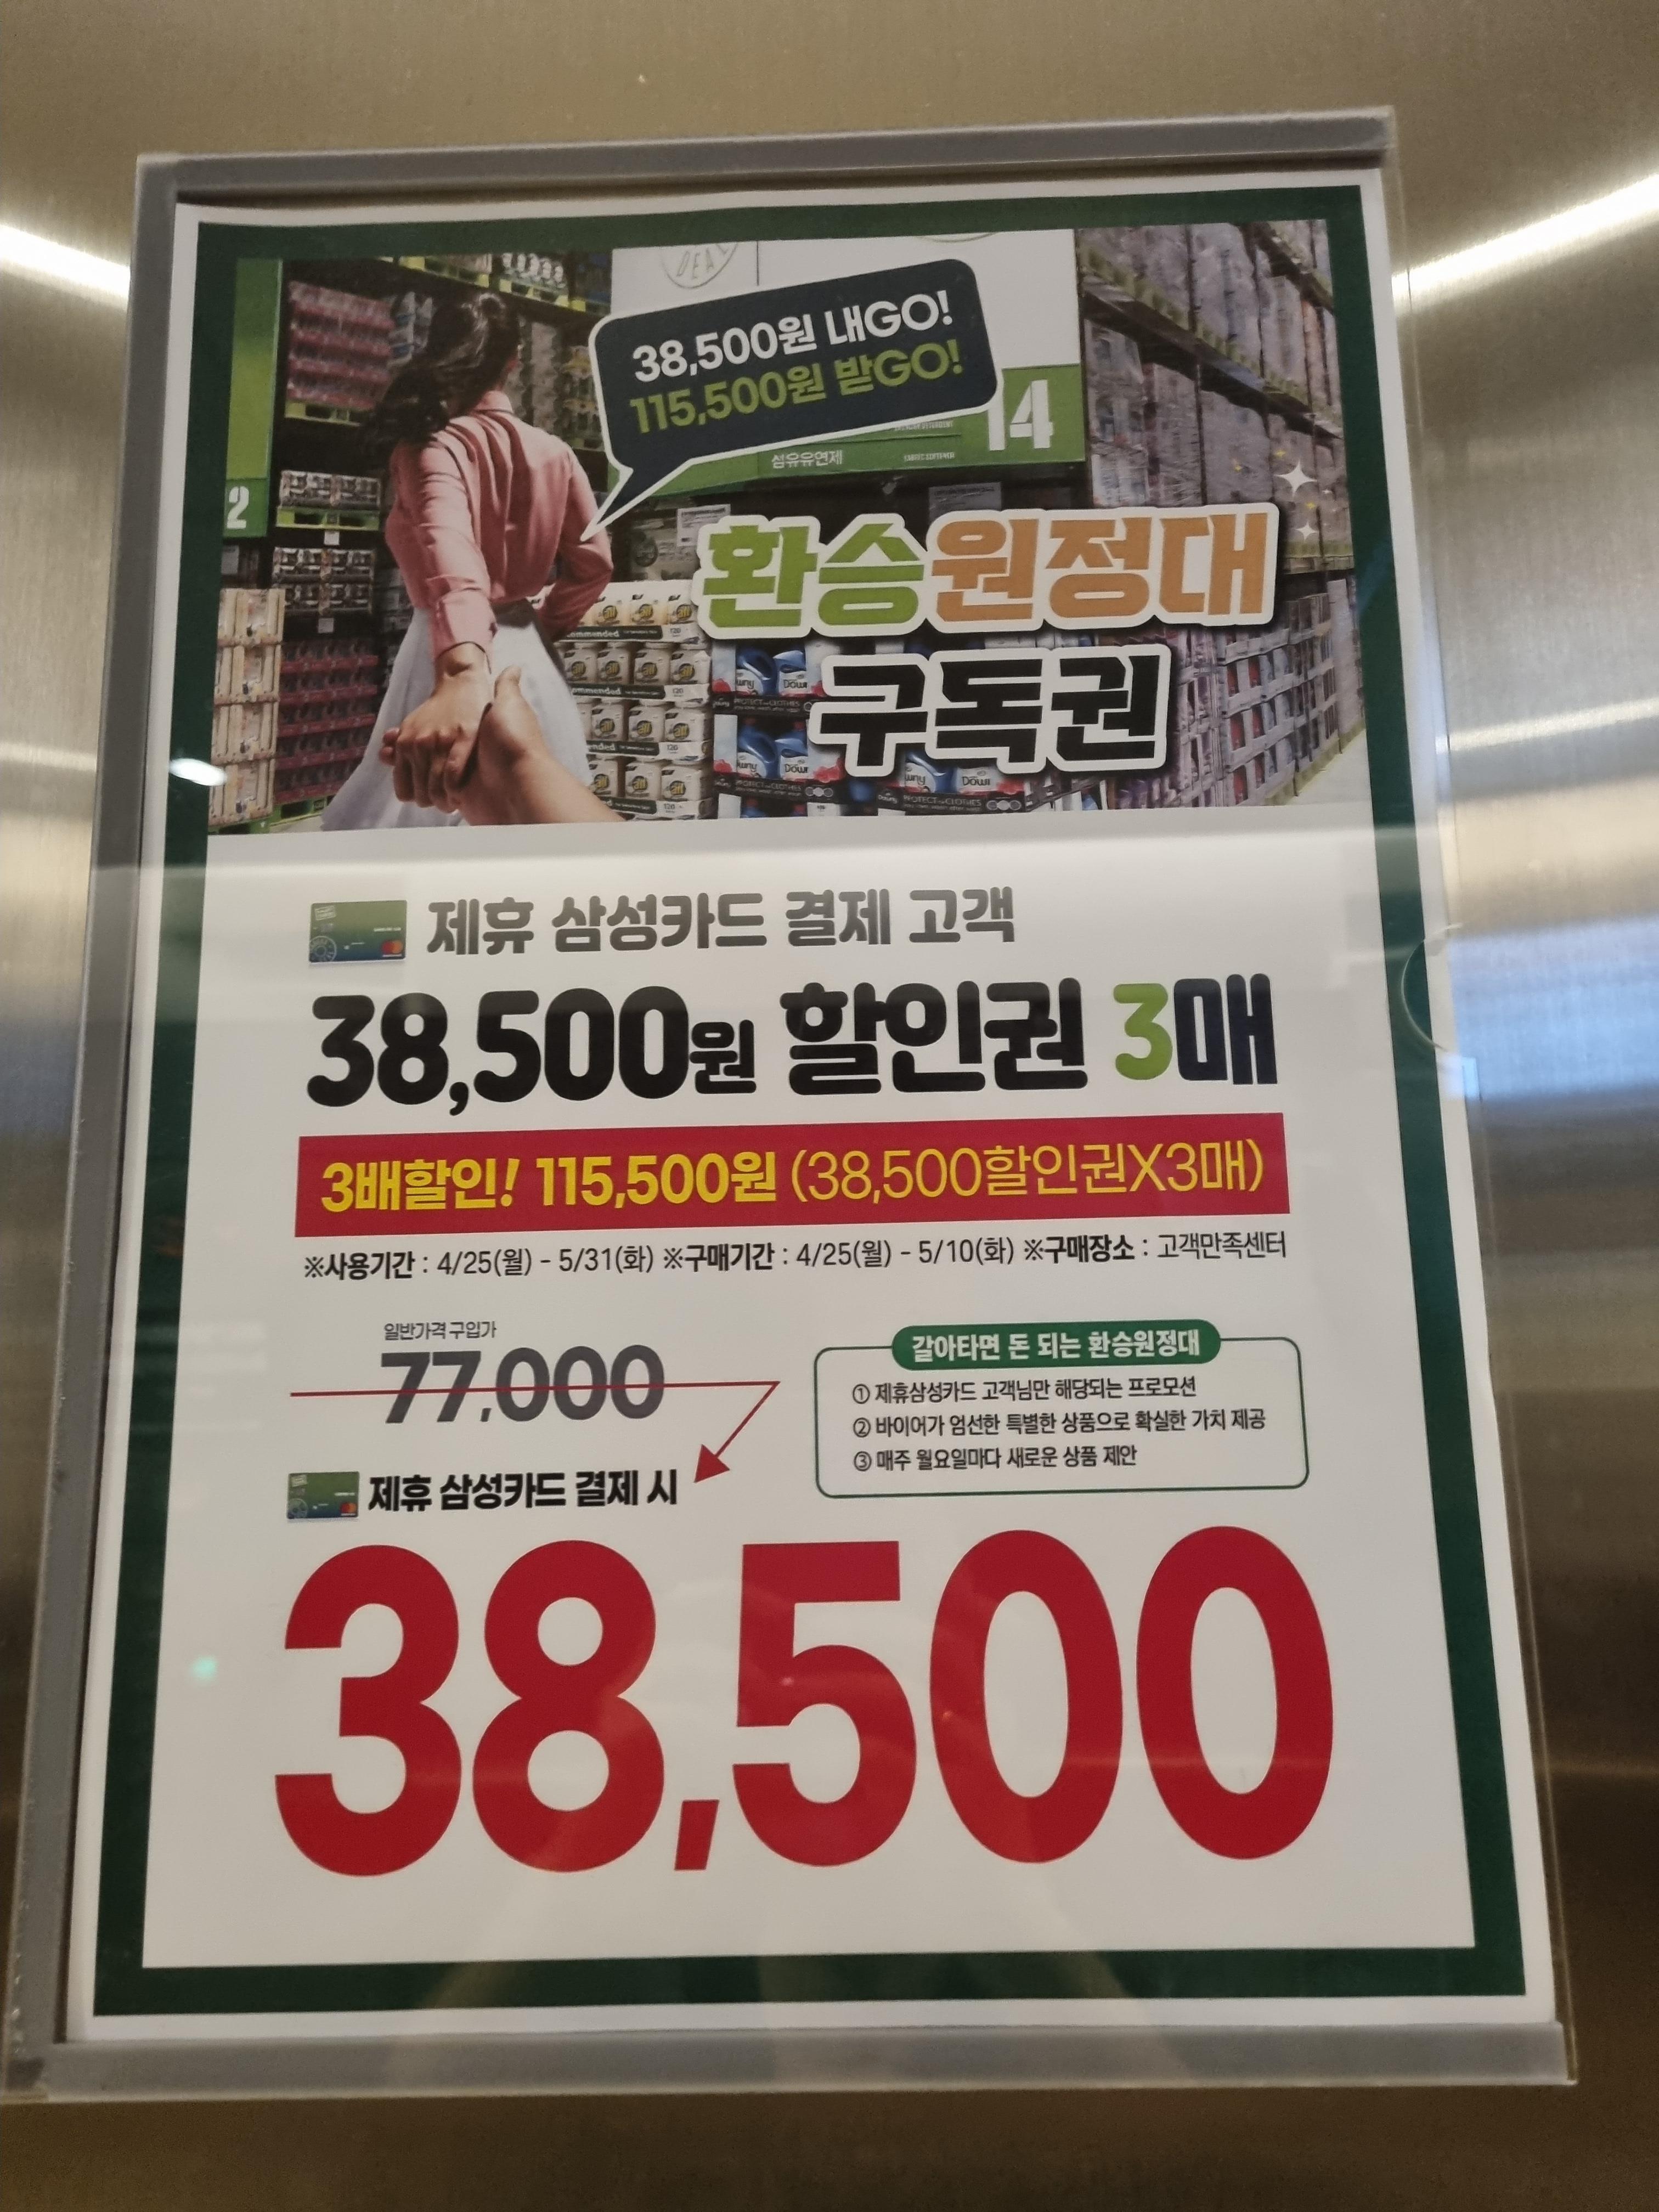 DEAL
38,500원 내GO!
115,500원 받GO!
14
섬유유연제
FABRIC SOFTENER
2
환승원정대
구독권
제휴 삼성카드 결제 고객
38,500원 할인권 3매
3배할인! 115,500원 (38,500할인권X3매)
※사용기간 : 4/25(월) - 5/31(화) ※구매기간 : 4/25(월) - 5/10(화) ※구매장소 : 고객만족센터
일반가격 구입가
77,000
갈아타면 돈 되는 환승원정대
① 제휴삼성카드 고객님만 해당되는 프로모션
② 바이어가 엄선한 특별한 상품으로 확실한 가치 제공
③ 매주 월요일마다 새로운 상품 제안
제휴 삼성카드 결제 시
38,500